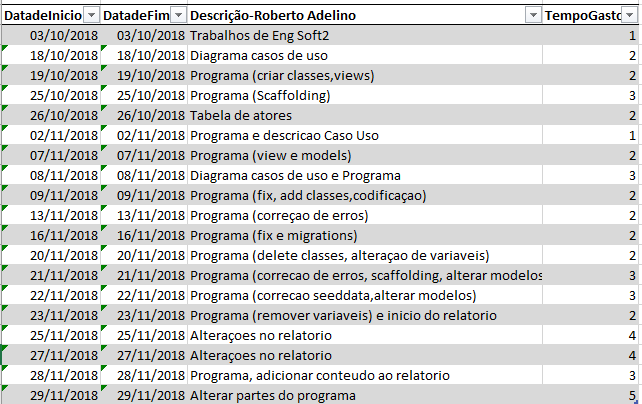 DatadeInicio DatadeFim Descrição-Roberto Adelino TempoGasto
03/10/2018 03/10/2018 Trabalhos de Eng Soft2 1
18/10/2018 18/10/2018 Diagrama casos de uso 2
19/10/2018 19/10/2018 Programa (criar classes,views) 2
25/10/2018 25/10/2018 Programa (Scaffolding) 3
26/10/2018 26/10/2018 Tabela de atores 2
02/11/2018 02/11/2018 Programa e descricao Caso Uso 1
07/11/2018 07/11/2018 Programa (view e models) 2
08/11/2018 08/11/2018 Diagrama casos de uso e Programa 3
09/11/2018 09/11/2018 Programa (fix, add classes,codificaçao) 2
13/11/2018 13/11/2018 Programa (correçao de erros) 2
16/11/2018 16/11/2018 Programa (fix e migrations) 2
20/11/2018 20/11/2018 Programa (delete classes, alteraçao de variaveis) 2
21/11/2018 21/11/2018 Programa (correcao de erros, scaffolding, alterar modelos 3
22/11/2018 22/11/2018 Programa (correcao seeddata,alterar modelos) 3
23/11/2018 23/11/2018 Programa (remover variaveis) e inicio do relatorio 2
25/11/2018 25/11/2018 Alteraçoes no relatorio 4
27/11/2018 27/11/2018 Alteraçoes no relatorio 4
28/11/2018 28/11/2018 Programa, adicionar conteudo ao relatorio 3
29/11/2018 29/11/2018 Alterar partes do programa 5